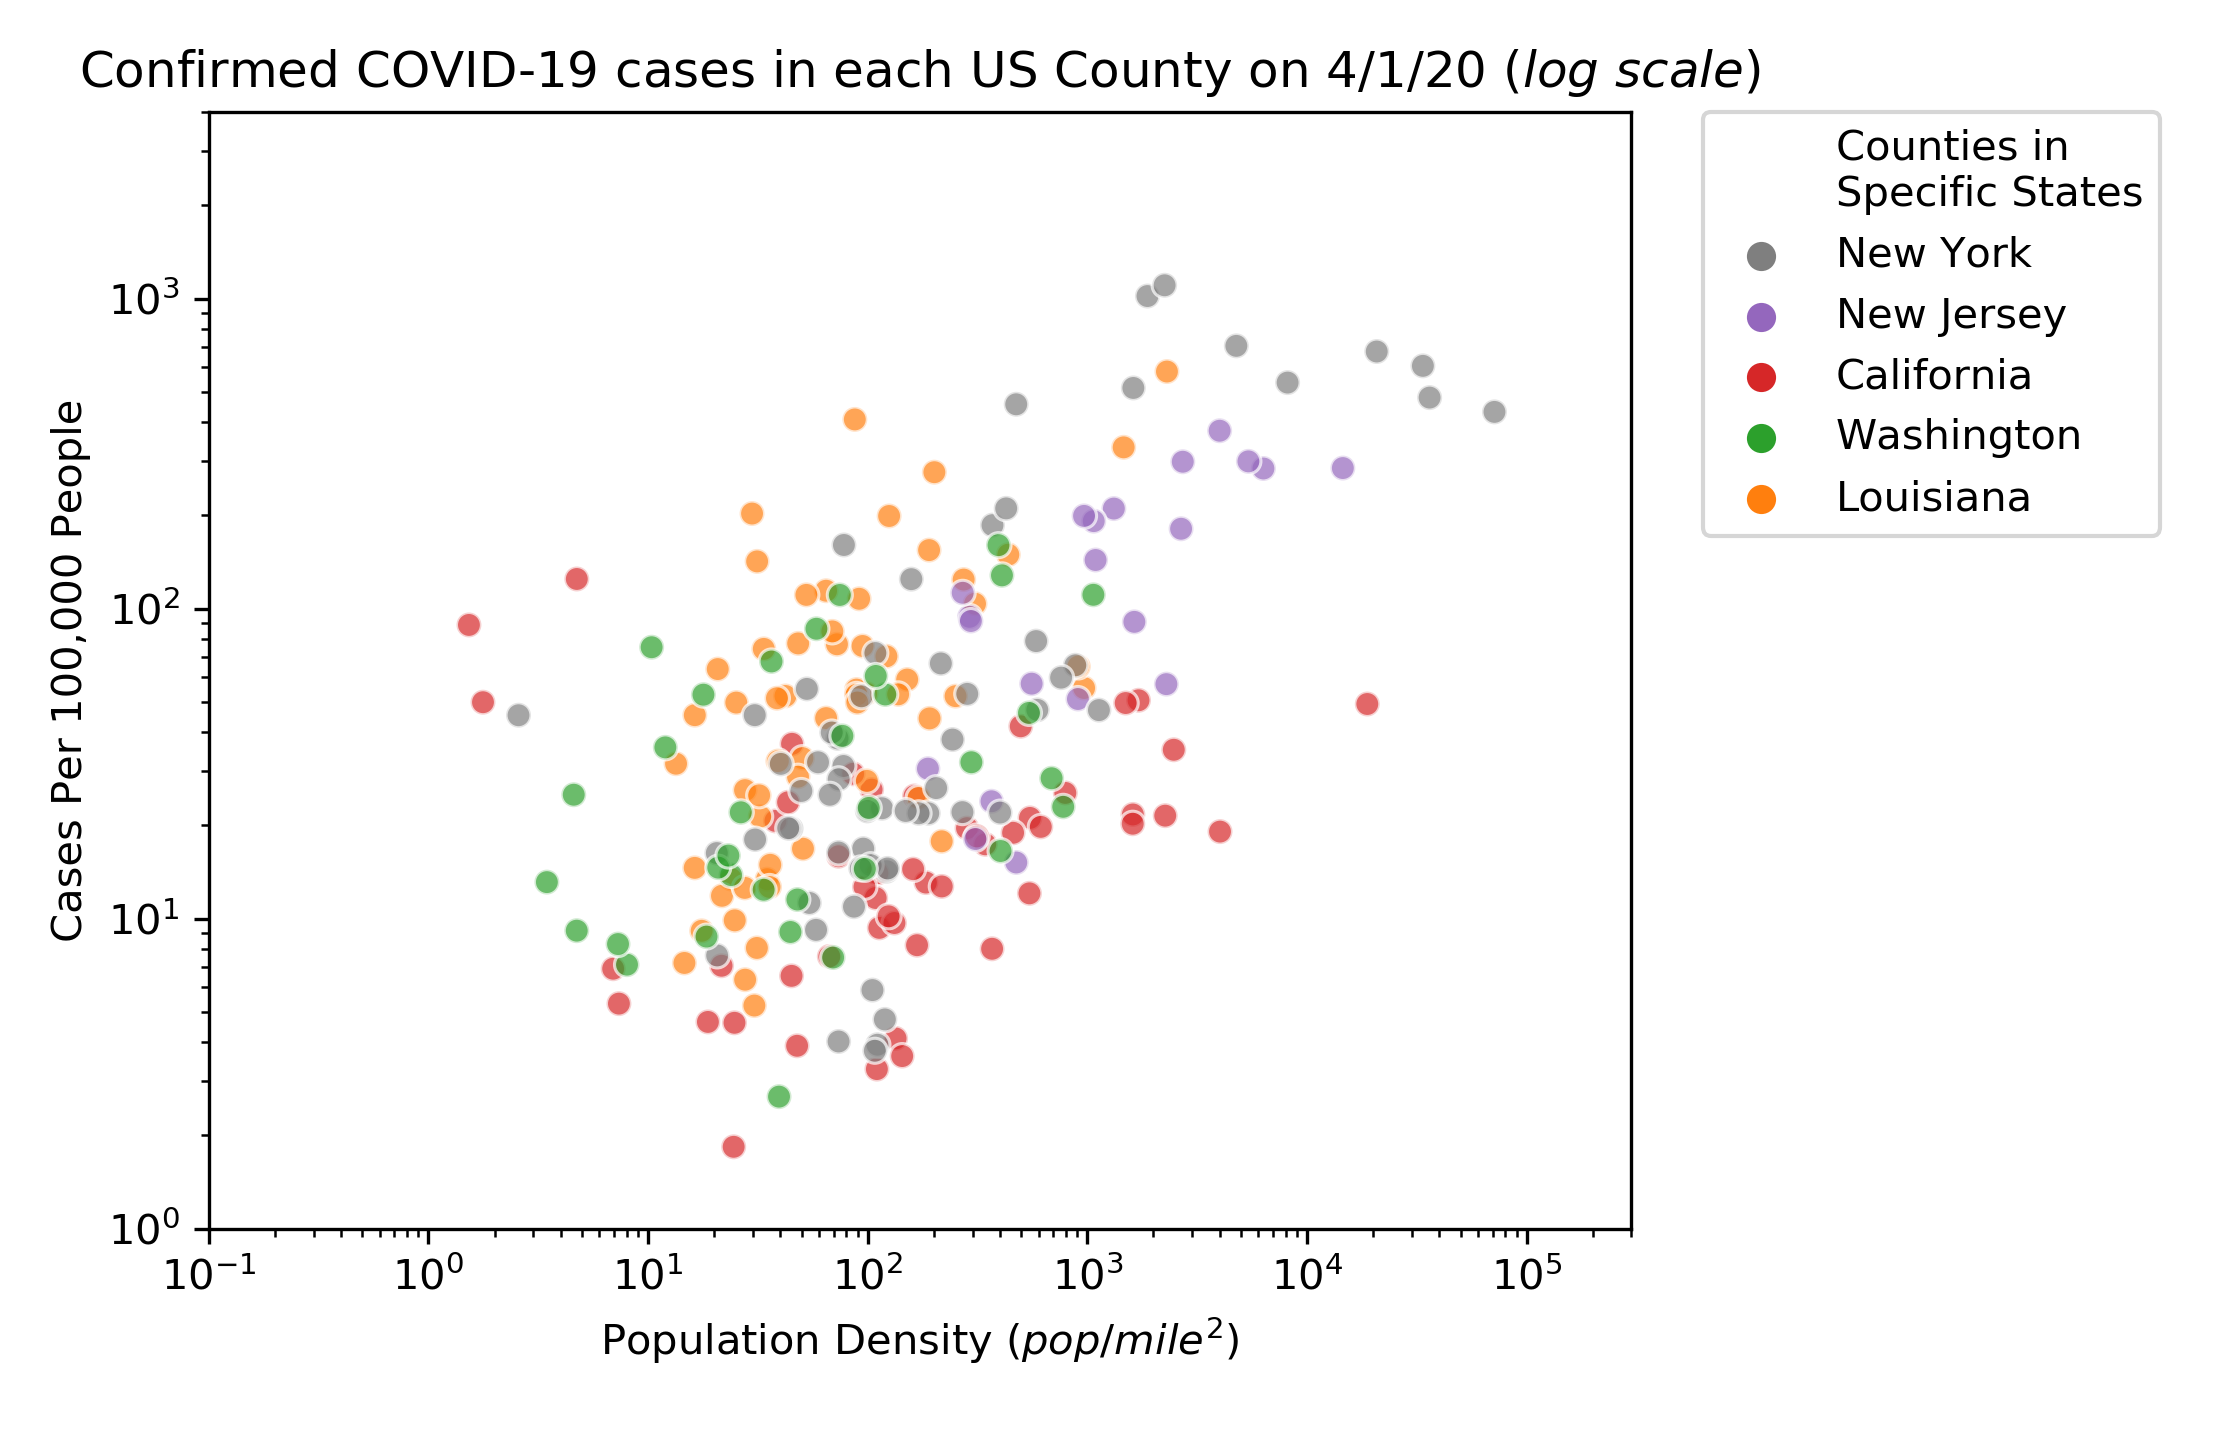 Confirmed COVID-19 cases in each US County on 4/1/20 (log scale)
Counties in
Specific States
New York
New Jersey
California
Washington
Louisiana
Cases Per 100,000 People
10³
10²
10¹
10⁰
10⁻¹ 10⁰ 10¹ 10² 10³ 10⁴ 10⁵
Population Density (pop/mile²)